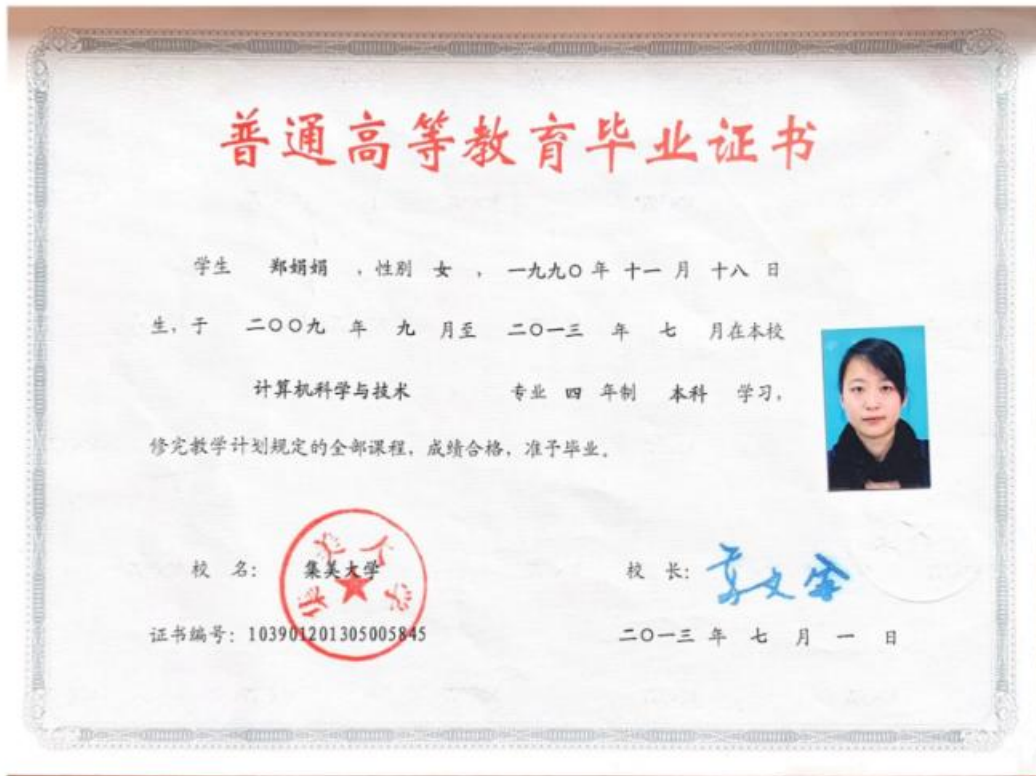 普通高等教育毕业证书
学生 郑娟娟 ，性别 女 ， 一九九〇 年 十一 月 十八 日
生，于 二〇〇九 年 九 月至 二〇一三 年 七 月在本校
计算机科学与技术 专业 四 年制 本科 学习，
修完教学计划规定的全部课程，成绩合格，准予毕业。
校 名： 集美大学
校 长：
证书编号：103901201305005845
二〇一三 年 七 月 一 日
集美大学